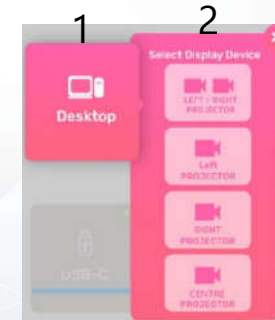 1
2
Desktop
Select Display Device
LEFT + RIGHT
PROJECTOR
Left
PROJECTOR
RIGHT
PROJECTOR
CENTRE
PROJECTOR
USB-C